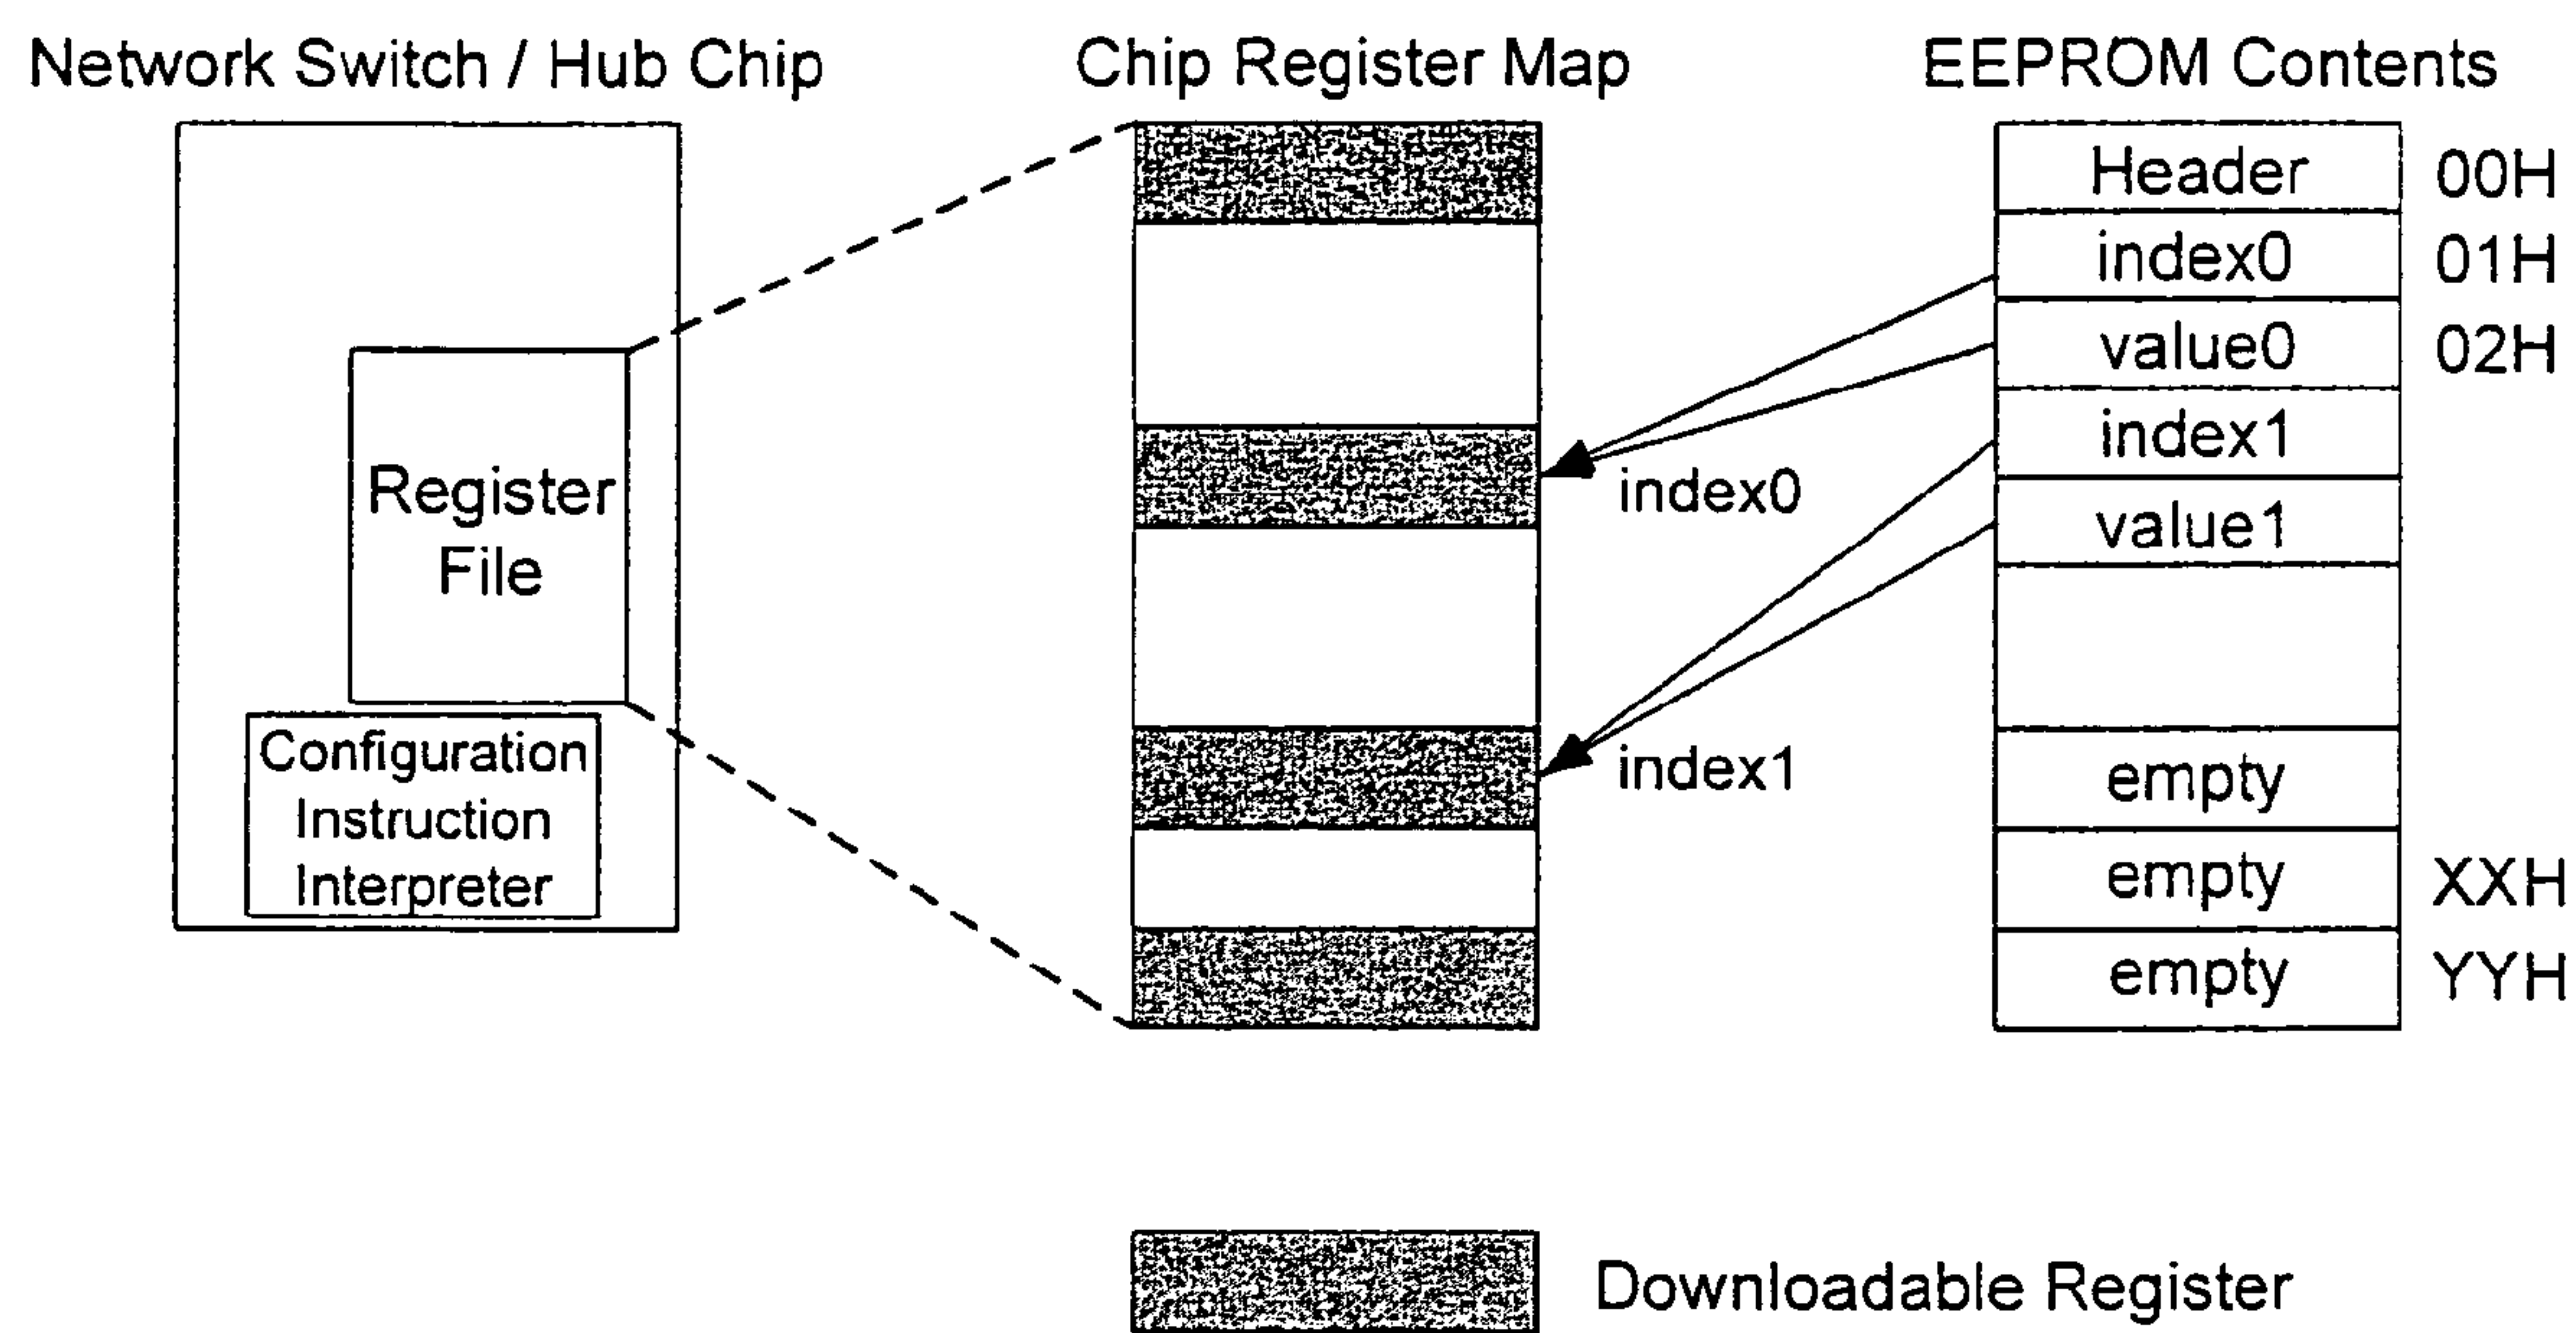 Network Switch / Hub Chip
Register
File
Configuration
Instruction
Interpreter
Chip Register Map
index0
index1
EEPROM Contents
Header 00H
index0 01H
value0 02H
index1
value1
empty
empty XXH
empty YYH
Downloadable Register